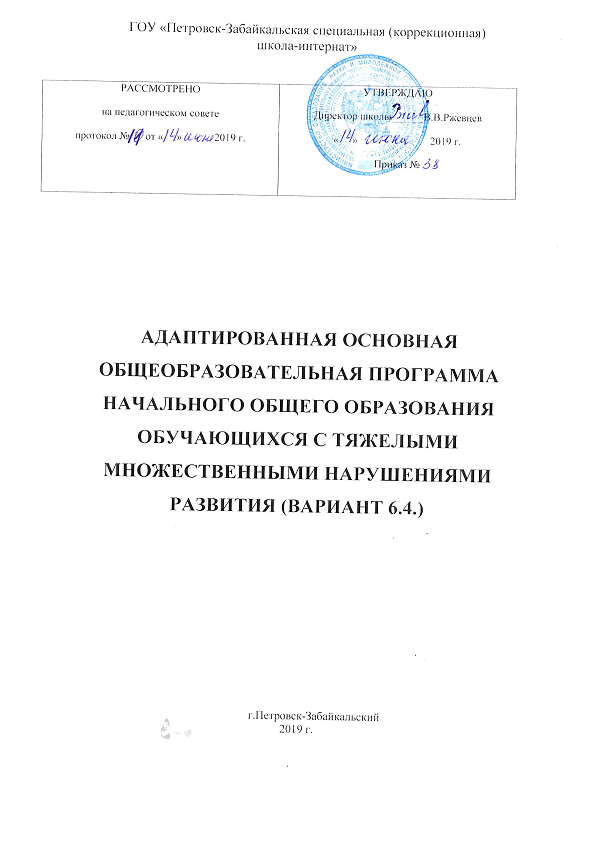 ГОУ «Петровск-Забайкальская специальная (коррекционная)
школа-интернат»
РАССМОТРЕНО
на педагогическом совете
протокол № от «14» июня 2019 г.
УТВЕРЖДАЮ
Директор школы В.В.Ржевцев
«14» июня 2019 г.
Приказ № 38
АДАПТИРОВАННАЯ ОСНОВНАЯ
ОБЩЕОБРАЗОВАТЕЛЬНАЯ ПРОГРАММА
НАЧАЛЬНОГО ОБЩЕГО ОБРАЗОВАНИЯ
ОБУЧАЮЩИХСЯ С ТЯЖЕЛЫМИ
МНОЖЕСТВЕННЫМИ НАРУШЕНИЯМИ
РАЗВИТИЯ (ВАРИАНТ 6.4.)
г.Петровск-Забайкальский
2019 г.